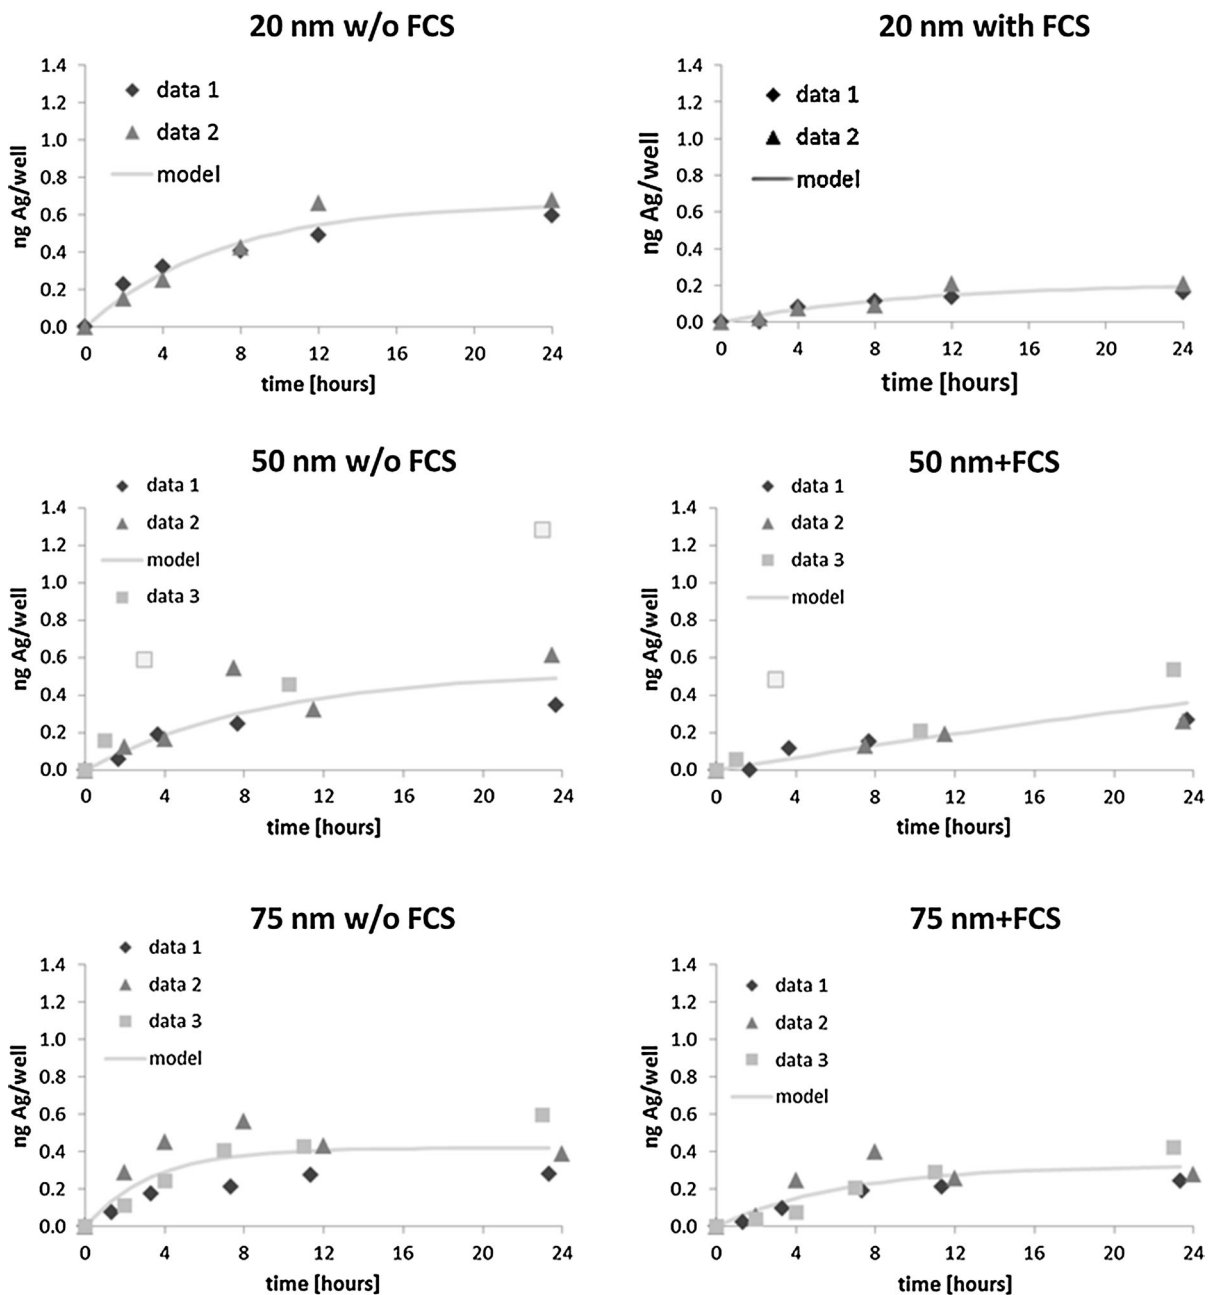 20 nm w/o FCS
1.4
1.2
1.0
0.8
0.6
0.4
0.2
0.0
ng Ag/well
data 1
data 2
model
0 4 8 12 16 20 24
time [hours]
20 nm with FCS
1.4
1.2
1.0
0.8
0.6
0.4
0.2
0.0
ng Ag/well
data 1
data 2
model
0 4 8 12 16 20 24
time [hours]
50 nm w/o FCS
data 1
data 2
model
data 3
1.4
1.2
1.0
0.8
0.6
0.4
0.2
0.0
ng Ag/well
0 4 8 12 16 20 24
time [hours]
50 nm+FCS
data 1
data 2
data 3
model
1.4
1.2
1.0
0.8
0.6
0.4
0.2
0.0
ng Ag/well
0 4 8 12 16 20 24
time [hours]
75 nm w/o FCS
data 1
data 2
data 3
model
1.4
1.2
1.0
0.8
0.6
0.4
0.2
0.0
ng Ag/well
0 4 8 12 16 20 24
time [hours]
75 nm+FCS
data 1
data 2
data 3
model
1.4
1.2
1.0
0.8
0.6
0.4
0.2
0.0
ng Ag/well
0 4 8 12 16 20 24
time [hours]